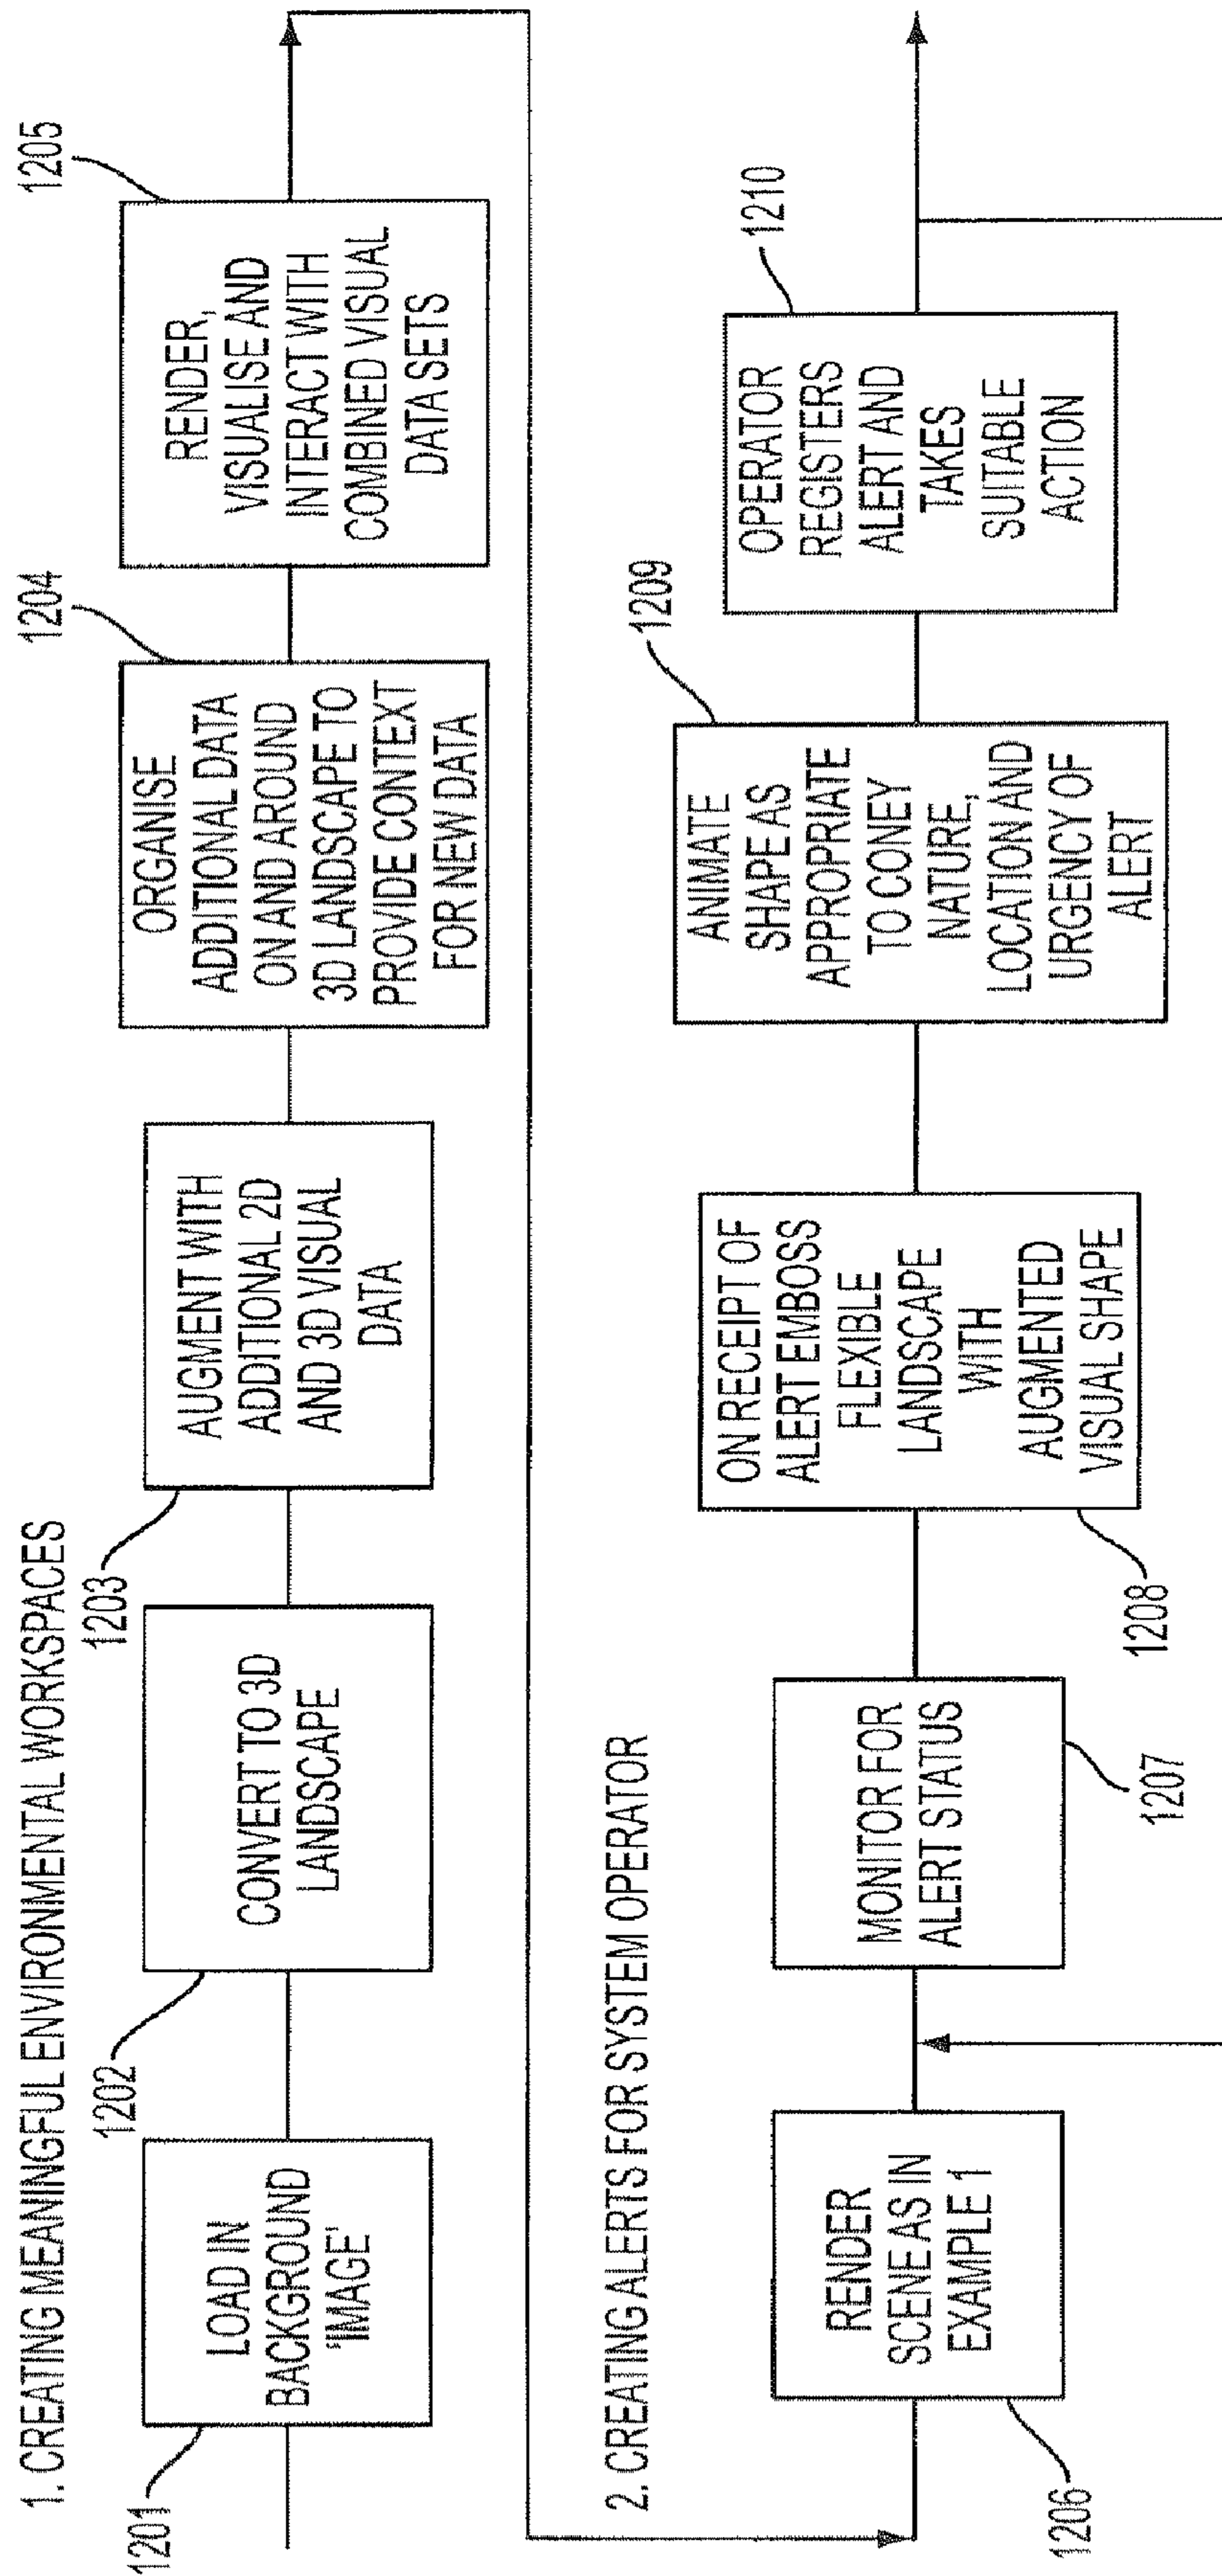 1. CREATING MEANINGFUL ENVIRONMENTAL WORKSPACES
1201
LOAD IN
BACKGROUND
'IMAGE'
1202
CONVERT TO 3D
LANDSCAPE
1203
AUGMENT WITH
ADDITIONAL 2D
AND 3D VISUAL
DATA
1204
ORGANISE
ADDITIONAL DATA
ON AND AROUND
3D LANDSCAPE TO
PROVIDE CONTEXT
FOR NEW DATA
1205
RENDER,
VISUALISE AND
INTERACT WITH
COMBINED VISUAL
DATA SETS
2. CREATING ALERTS FOR SYSTEM OPERATOR
RENDER
SCENE AS IN
EXAMPLE 1
1206
MONITOR FOR
ALERT STATUS
1207
ON RECEIPT OF
ALERT EMBOSS
FLEXIBLE
LANDSCAPE
WITH
AUGMENTED
VISUAL SHAPE
1208
1209
ANIMATE
SHAPE AS
APPROPRIATE
TO CONEY
NATURE,
LOCATION AND
URGENCY OF
ALERT
1210
OPERATOR
REGISTERS
ALERT AND
TAKES
SUITABLE
ACTION